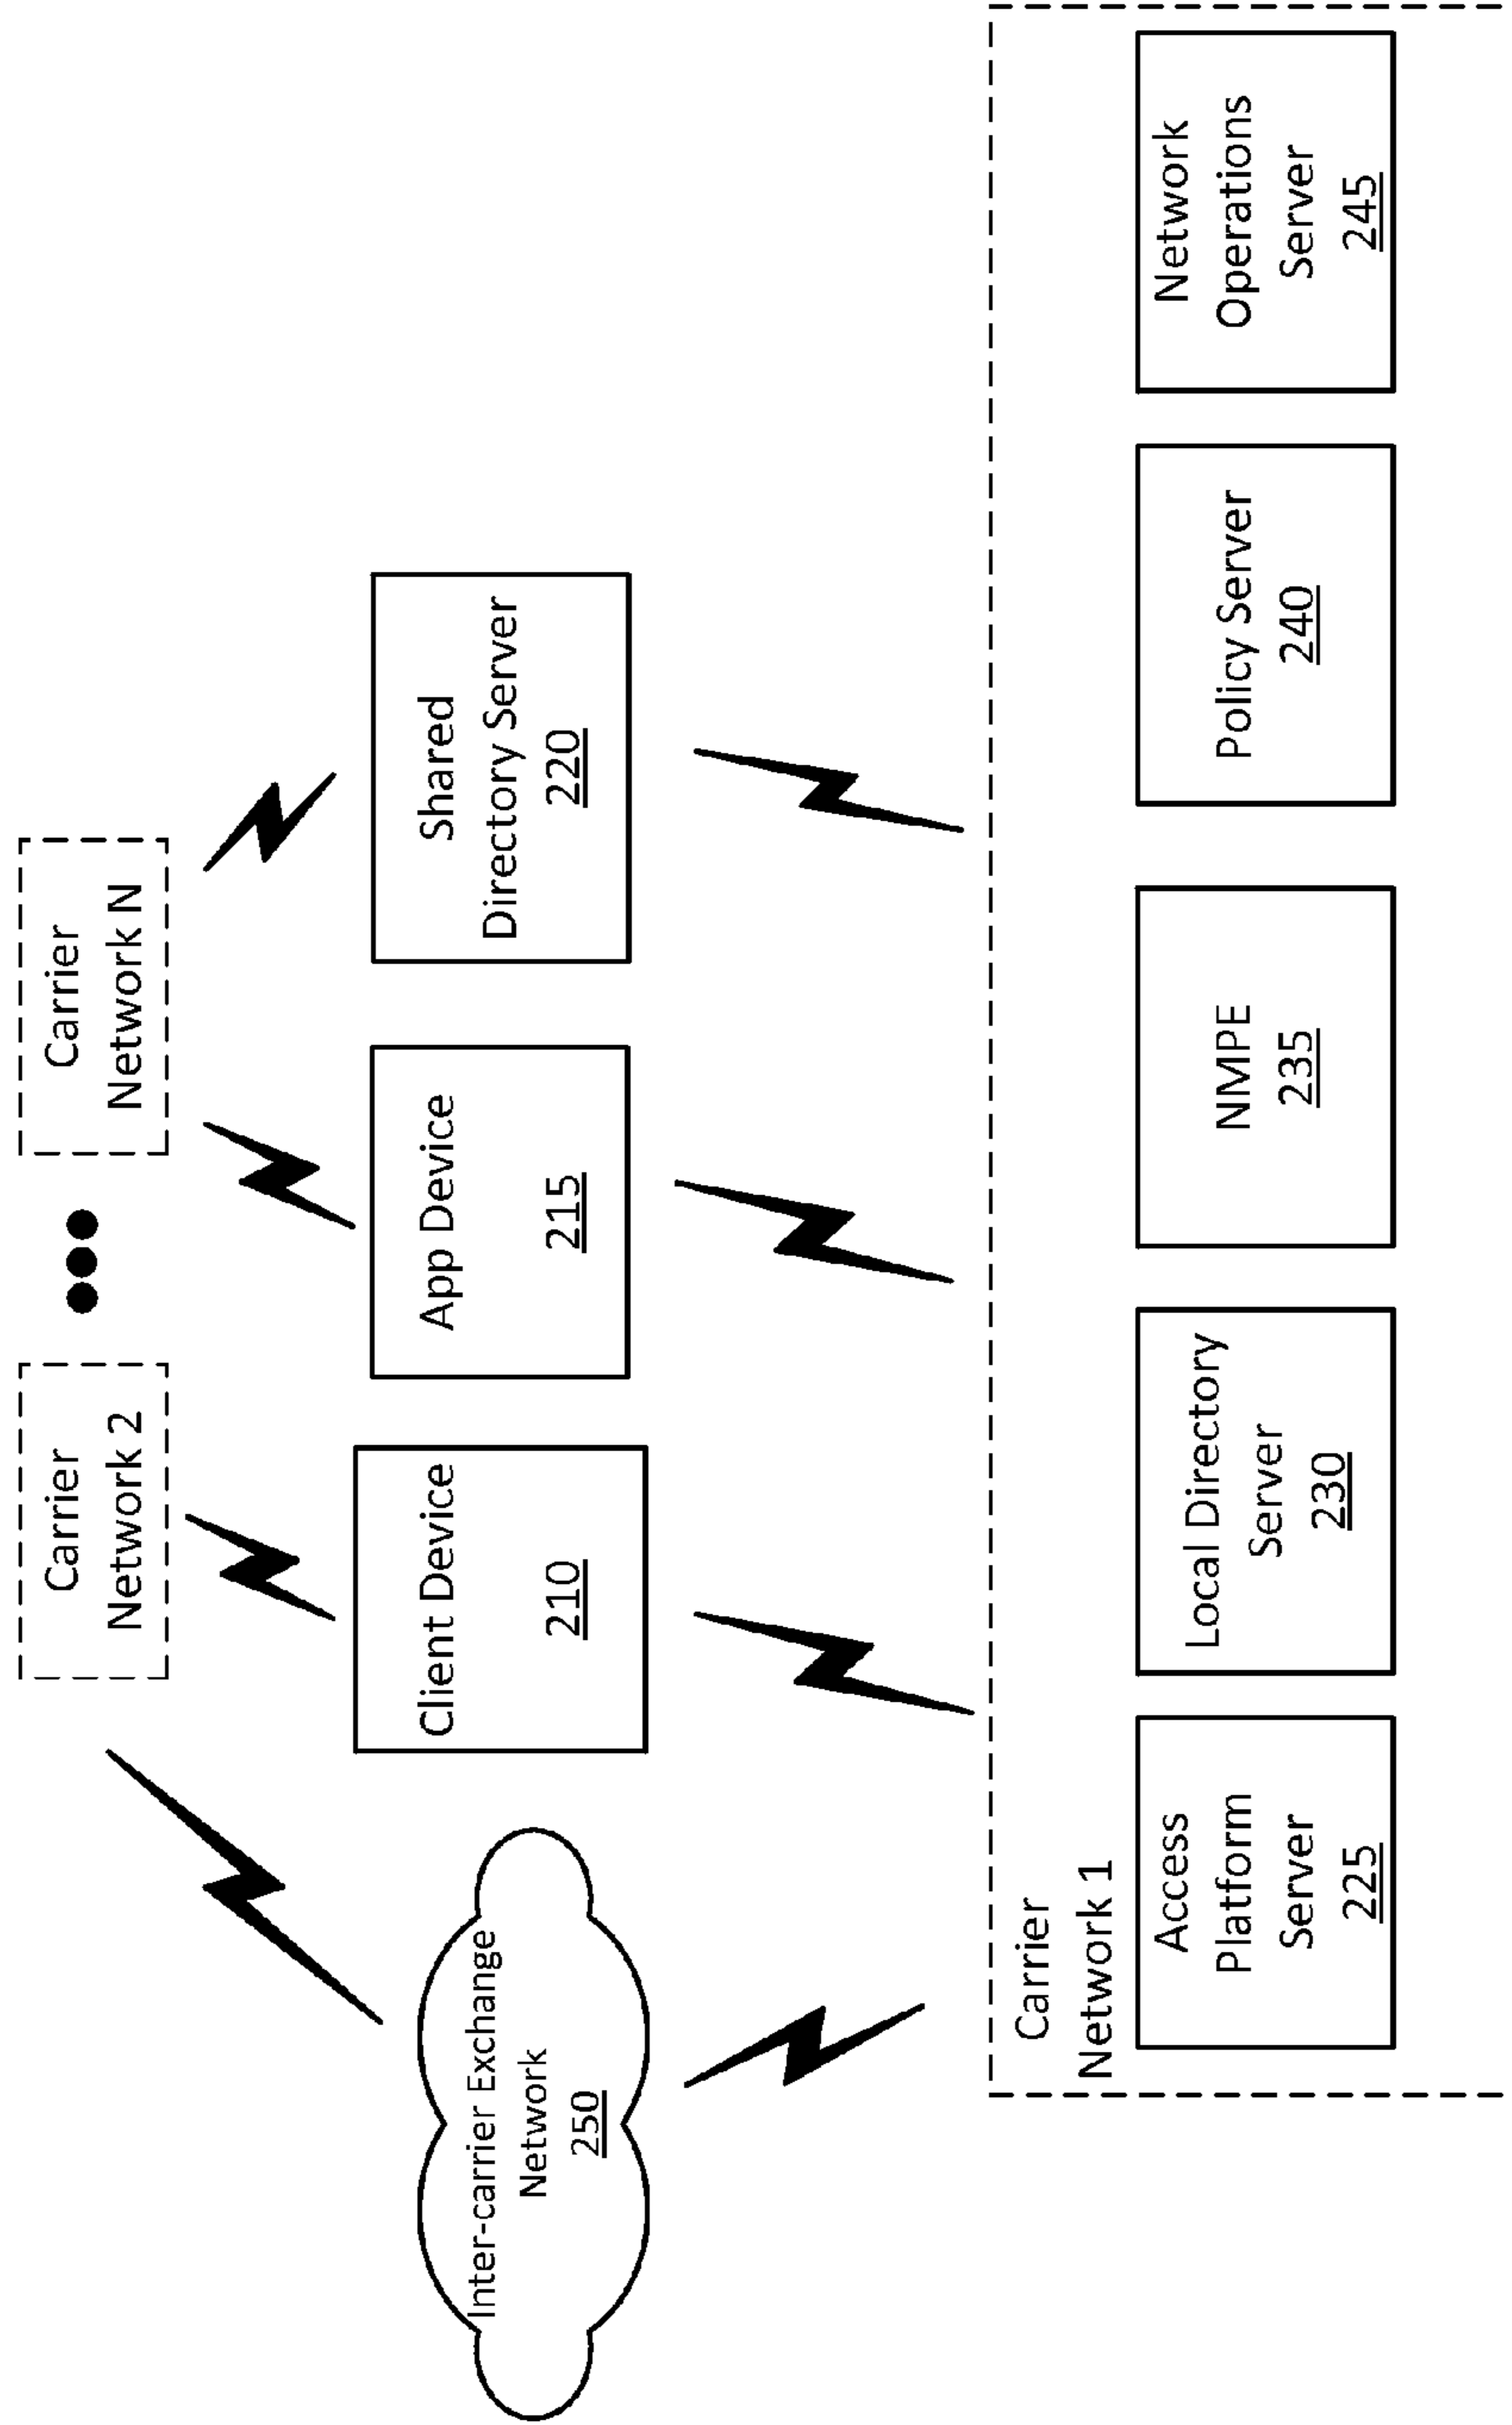 Carrier
Network 2
Carrier
Network N
Inter-carrier Exchange
Network
250
Client Device
210
App Device
215
Shared
Directory Server
220
Carrier
Network 1
Access
Platform
Server
225
Local Directory
Server
230
NMPE
235
Policy Server
240
Network
Operations
Server
245